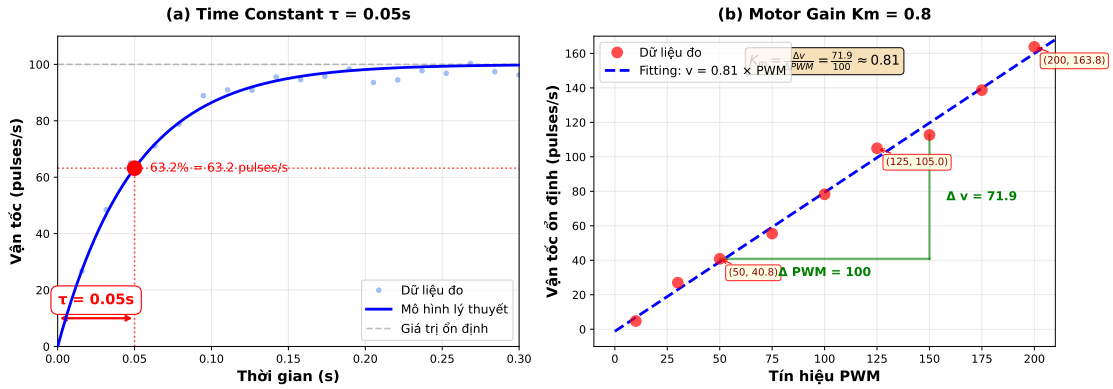 (a) Time Constant τ = 0.05s
Vận tốc (pulses/s)
100
80
60
40
20
0
63.2% = 63.2 pulses/s
τ = 0.05s
Dữ liệu đo
Mô hình lý thuyết
Giá trị ổn định
0.00 0.05 0.10 0.15 0.20 0.25 0.30
Thời gian (s)
(b) Motor Gain Km = 0.8
Vận tốc ổn định (pulses/s)
160
140
120
100
80
60
40
20
0
Dữ liệu đo
Fitting: v = 0.81 × PWM
Km = Δv/ΔPWM = 71.9/100 ≈ 0.81
(200, 163.8)
(125, 105.0)
Δ v = 71.9
(50, 40.8)
Δ PWM = 100
0 25 50 75 100 125 150 175 200
Tín hiệu PWM